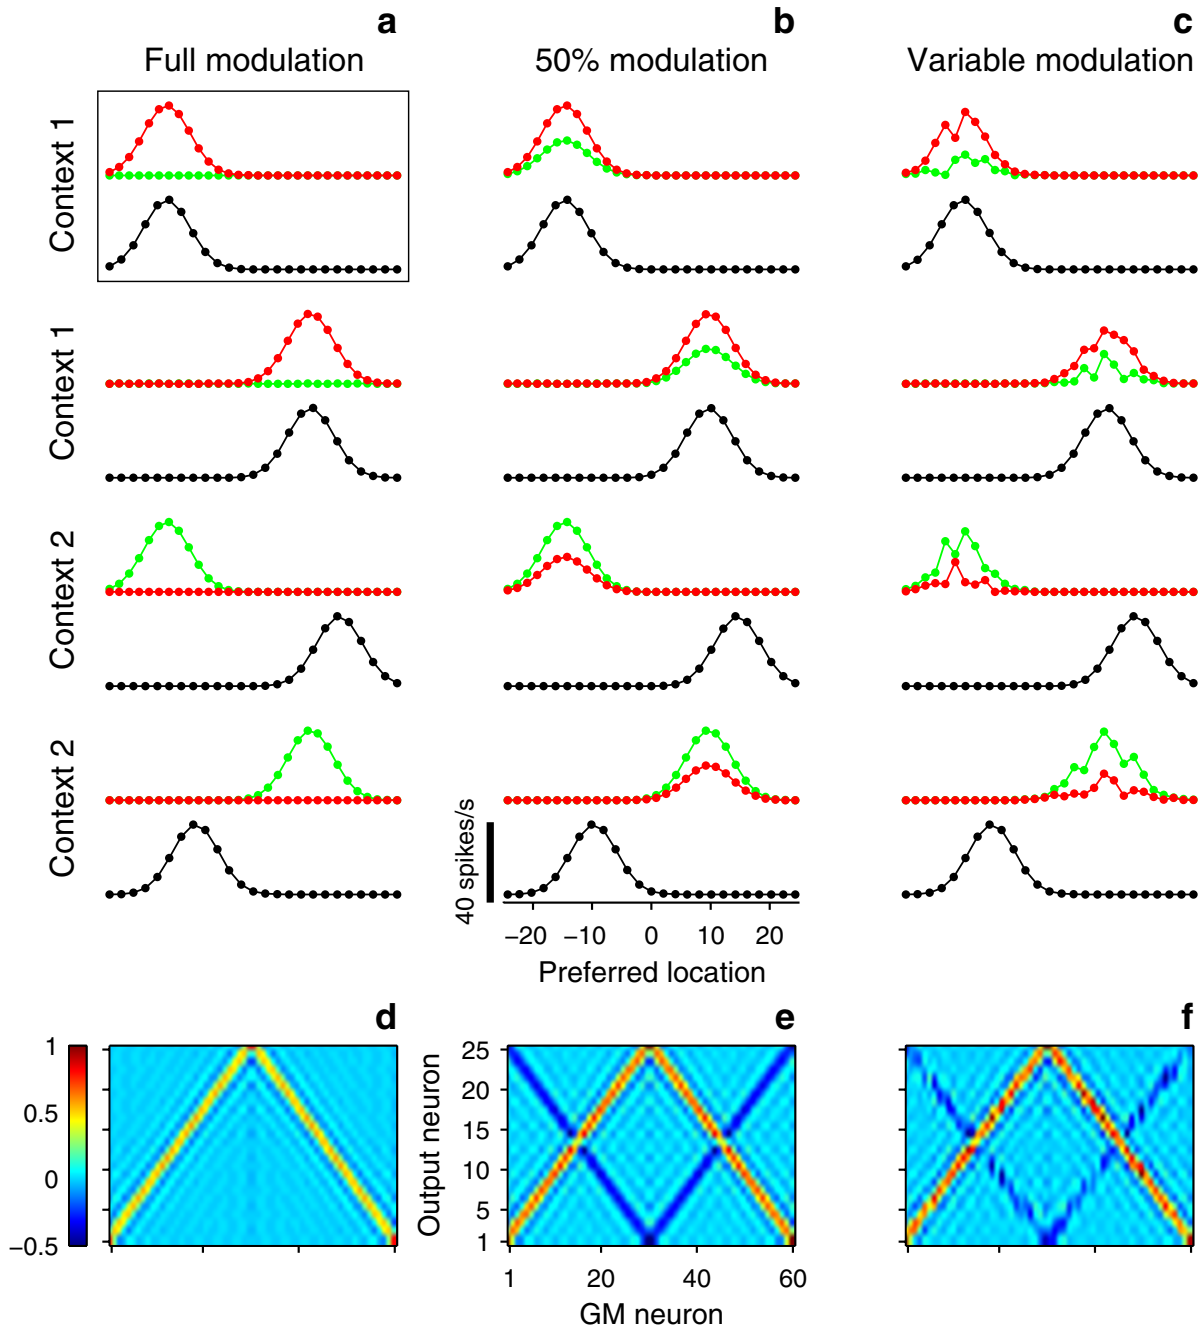 a
b
c
Full modulation
50% modulation
Variable modulation
Context 1
Context 1
Context 2
Context 2
40 spikes/s
−20 −10 0 10 20
Preferred location
d
e
f
1
0.5
0
−0.5
Output neuron
25
20
15
10
5
1
1 20 40 60
GM neuron